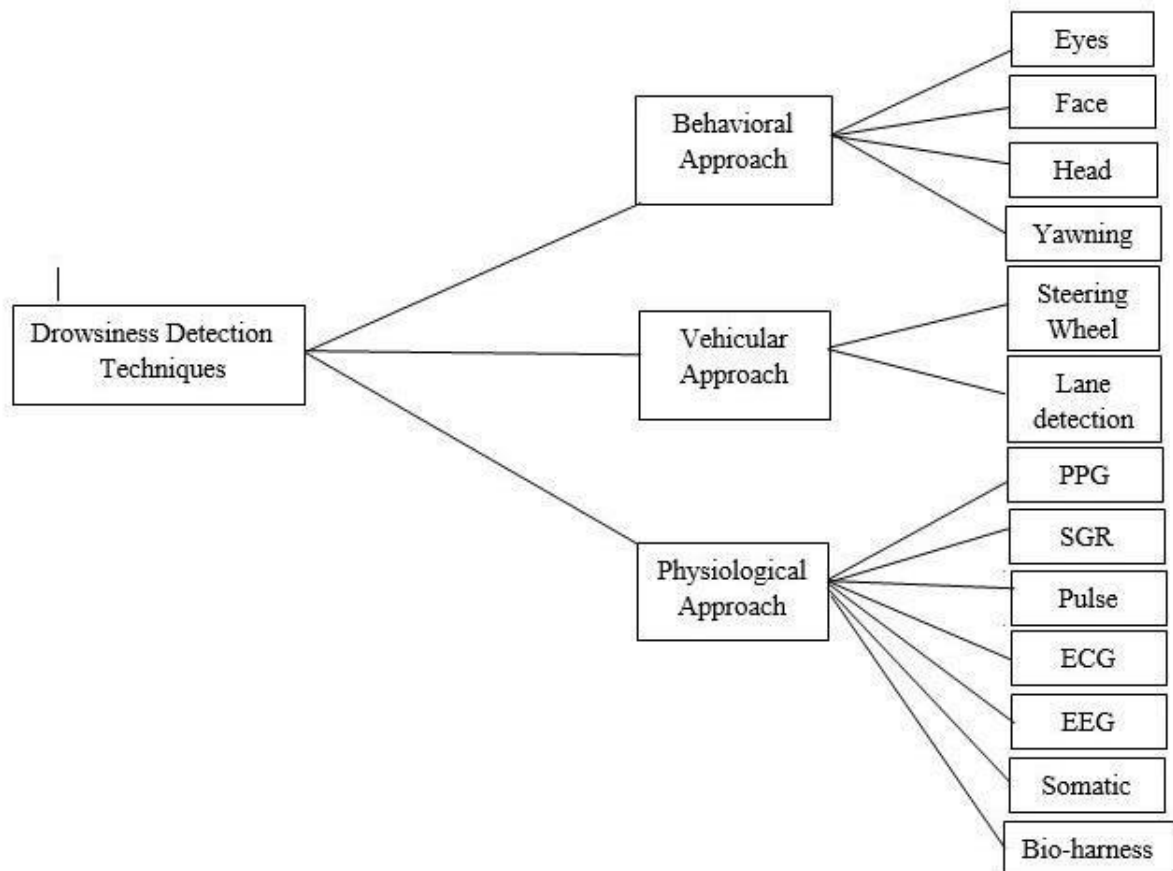 Drowsiness Detection
Techniques
Behavioral
Approach
Eyes
Face
Head
Yawning
Vehicular
Approach
Steering
Wheel
Lane
detection
Physiological
Approach
PPG
SGR
Pulse
ECG
EEG
Somatic
Bio-harness